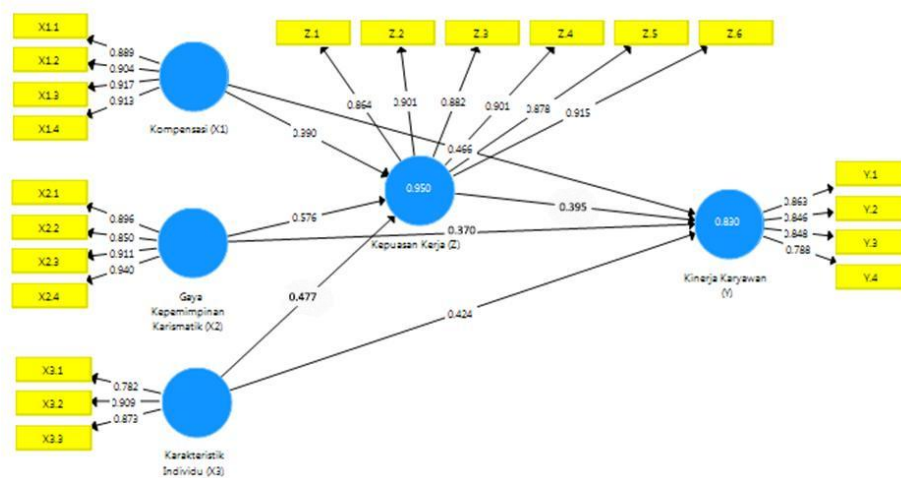 X1.1
X1.2
X1.3
X1.4
0.889
0.904
0.917
0.913
Kompensasi (X1)
Z.1
Z.2
Z.3
Z.4
Z.5
Z.6
0.864
0.901
0.882
0.901
0.878
0.915
0.390
0.466
0.950
Kepuasan Kerja (Z)
X2.1
X2.2
X2.3
X2.4
0.896
0.850
0.911
0.940
Gaya
Kepemimpinan
Karismatik (X2)
0.576
0.370
0.395
0.830
Kinerja Karyawan
(Y)
Y.1
Y.2
Y.3
Y.4
0.863
0.846
0.848
0.788
0.477
0.424
X3.1
X3.2
X3.3
0.782
0.909
0.873
Karakteristik
Individu (X3)